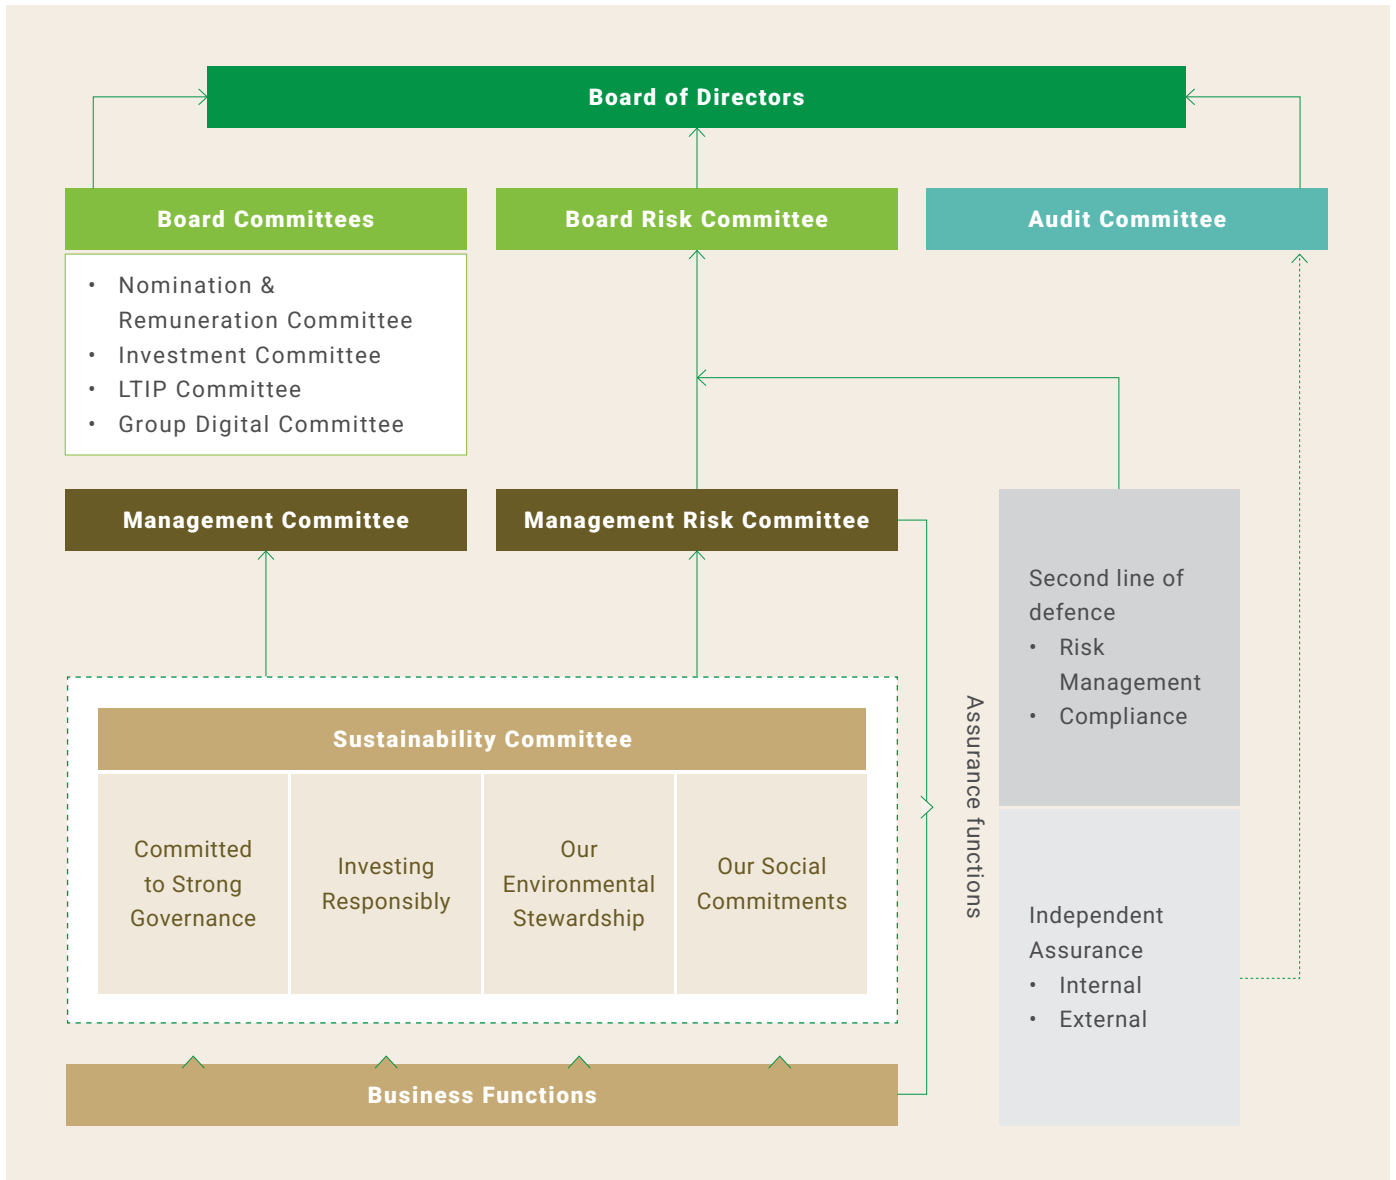 Board of Directors
Board Committees
• Nomination &
Remuneration Committee
• Investment Committee
• LTIP Committee
• Group Digital Committee
Board Risk Committee
Audit Committee
Management Committee
Management Risk Committee
Sustainability Committee
Committed
to Strong
Governance
Investing
Responsibly
Our
Environmental
Stewardship
Our Social
Commitments
Business Functions
Assurance functions
Second line of
defence
• Risk
Management
• Compliance
Independent
Assurance
• Internal
• External